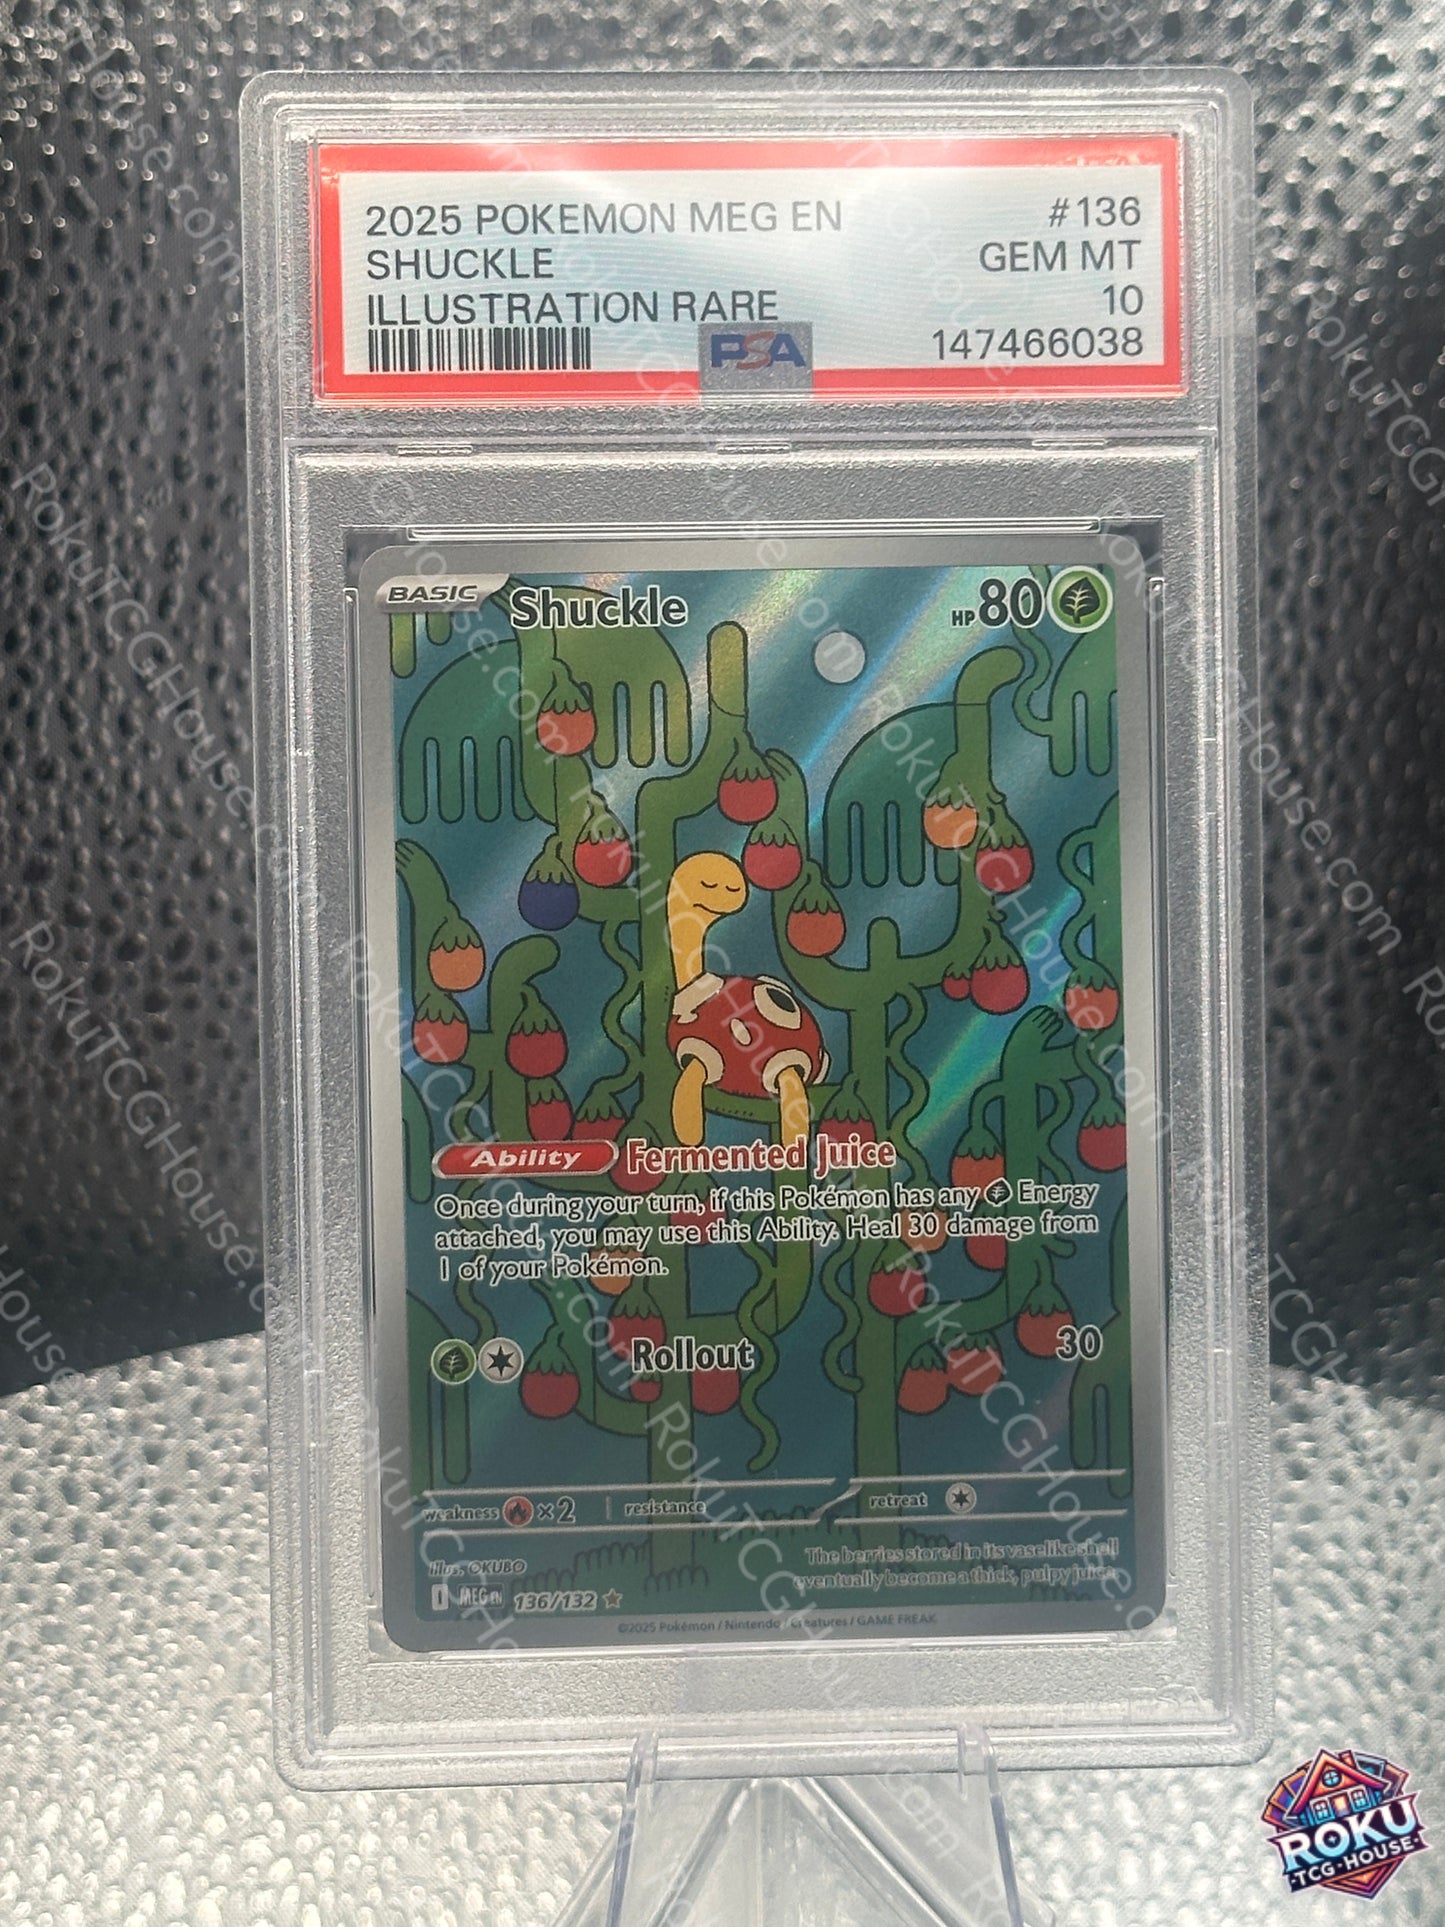 2025 POKEMON MEG EN #136
SHUCKLE GEM MT
ILLUSTRATION RARE 10
PSA 147466038
BASIC Shuckle HP 80
Ability Fermented Juice
Once during your turn, if this Pokémon has any Energy
attached, you may use this Ability. Heal 30 damage from
1 of your Pokémon.
Rollout 30
weakness ×2 resistance retreat
Illus. OKUBO
The berries stored in its vaselike shell
eventually become a thick, pulpy juice.
I MEG EN 136/132
©2025 Pokémon / Nintendo / Creatures / GAME FREAK
RokuTCGHouse.com
ROKU
TCG HOUSE